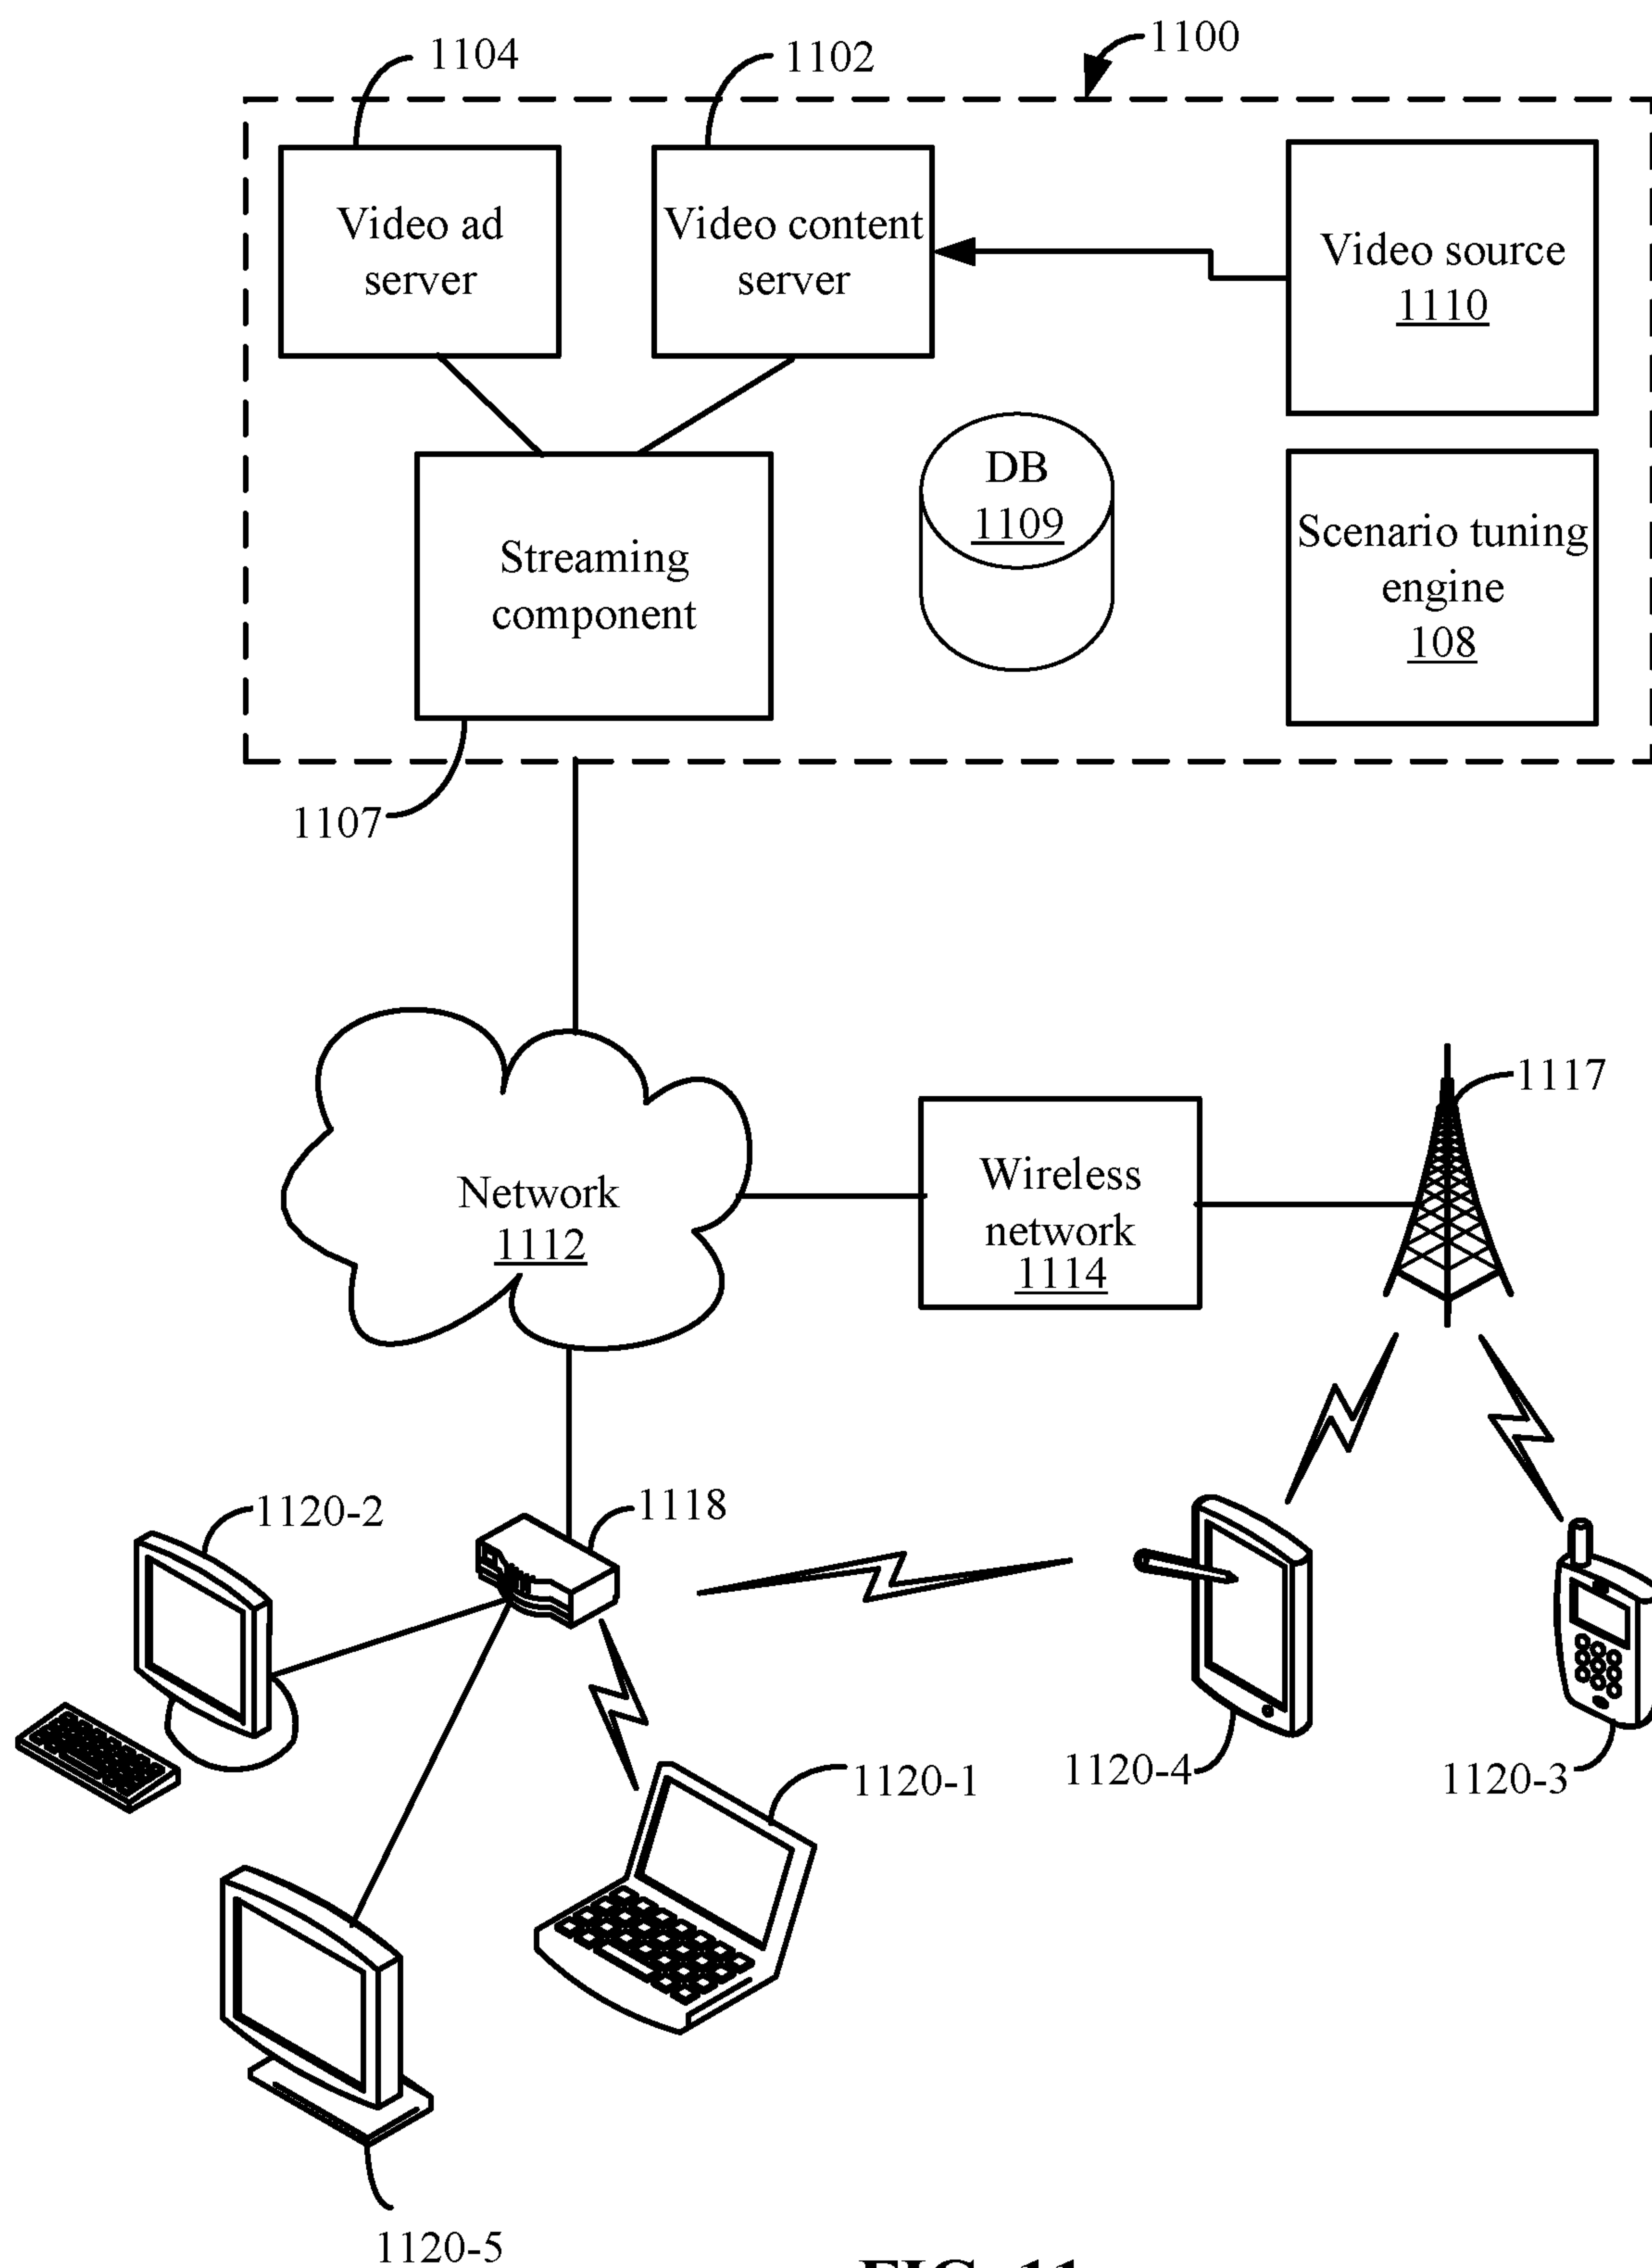 1104
1102
1100
Video ad
server
Video content
server
Video source
1110
DB
1109
Scenario tuning
engine
108
Streaming
component
1107
1117
Network
1112
Wireless
network
1114
1120-2
1118
1120-1
1120-4
1120-3
1120-5
FIG. 11